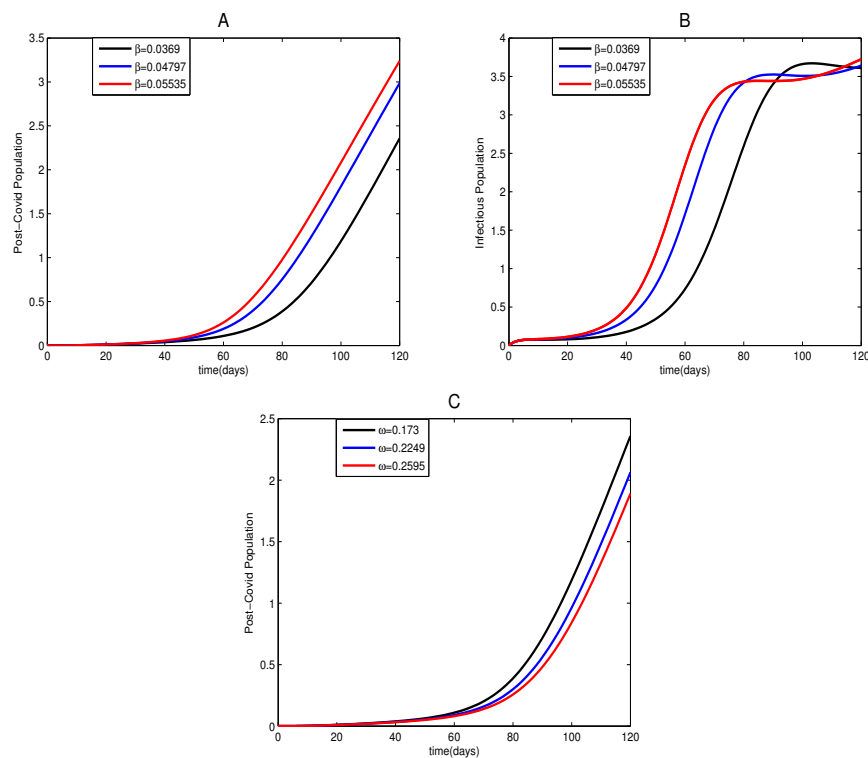 A
β=0.0369
β=0.04797
β=0.05535
3.5
3
2.5
2
1.5
1
0.5
0
Post−Covid Population
0 20 40 60 80 100 120
time(days)
B
β=0.0369
β=0.04797
β=0.05535
4.5
4
3.5
3
2.5
2
1.5
1
0.5
0
Infectious Population
0 20 40 60 80 100 120
time(days)
C
ω=0.173
ω=0.2249
ω=0.2595
2.5
2
1.5
1
0.5
0
Post−Covid Population
0 20 40 60 80 100 120
time(days)